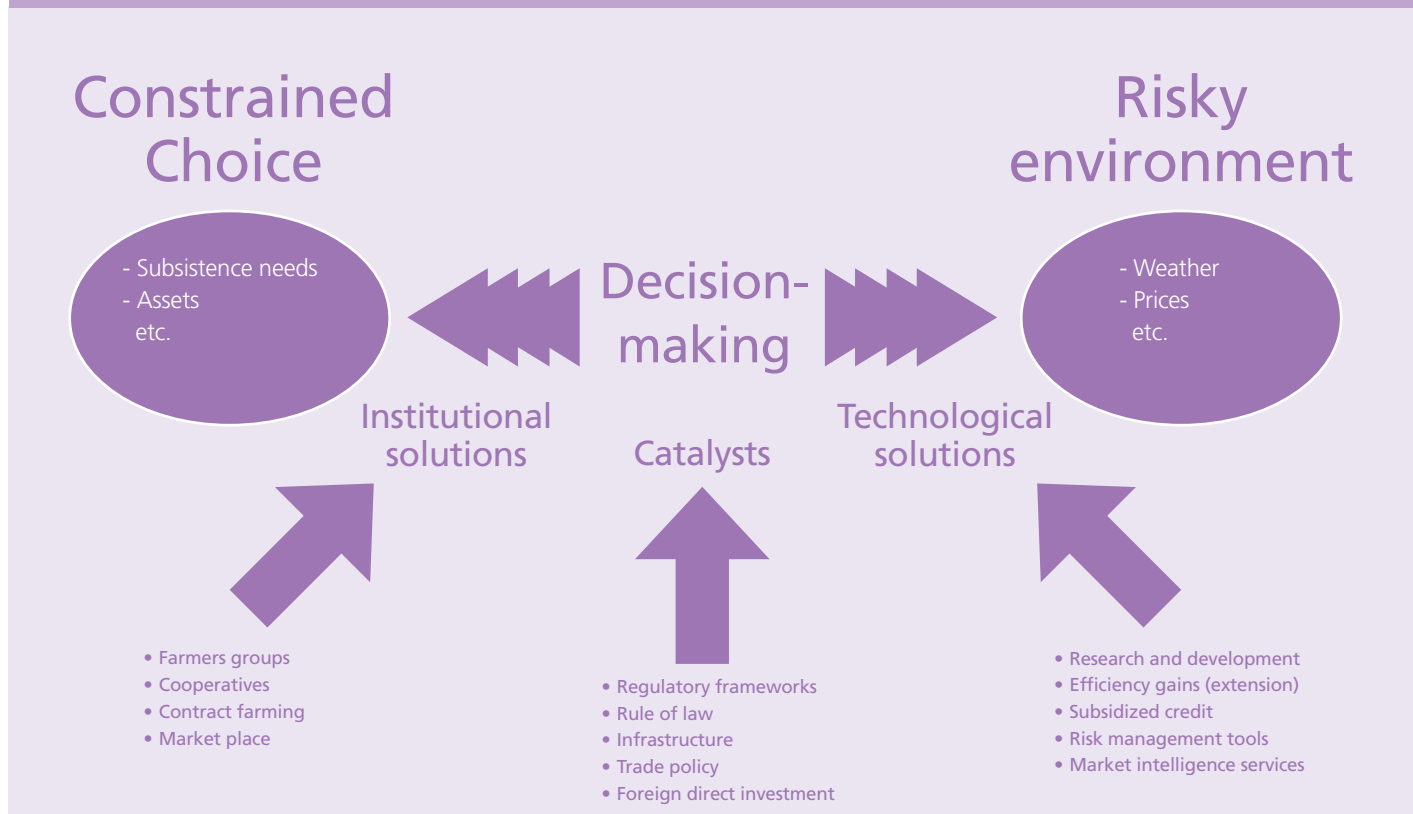 Constrained
Choice
Risky
environment
- Subsistence needs
- Assets
etc.
Decision-
making
- Weather
- Prices
etc.
Institutional
solutions
Catalysts
Technological
solutions
• Farmers groups
• Cooperatives
• Contract farming
• Market place
• Regulatory frameworks
• Rule of law
• Infrastructure
• Trade policy
• Foreign direct investment
• Research and development
• Efficiency gains (extension)
• Subsidized credit
• Risk management tools
• Market intelligence services